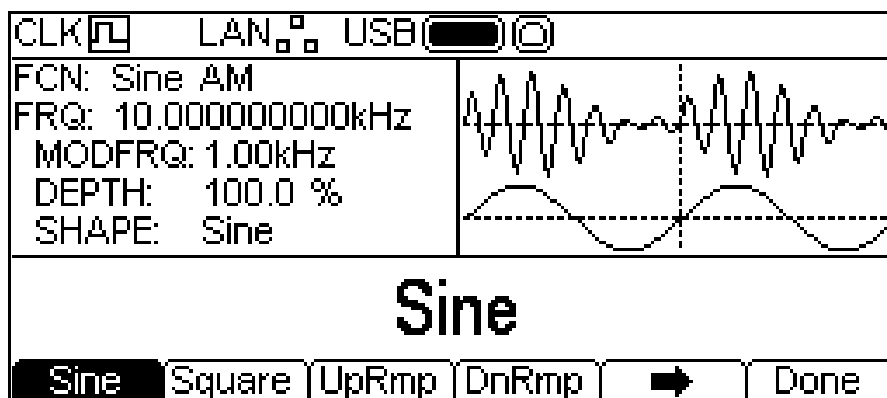 CLK LAN USB
FCN: Sine AM
FRQ: 10.000000000kHz
MODFRQ: 1.00kHz
DEPTH: 100.0 %
SHAPE: Sine
Sine
Sine Square UpRmp DnRmp Done